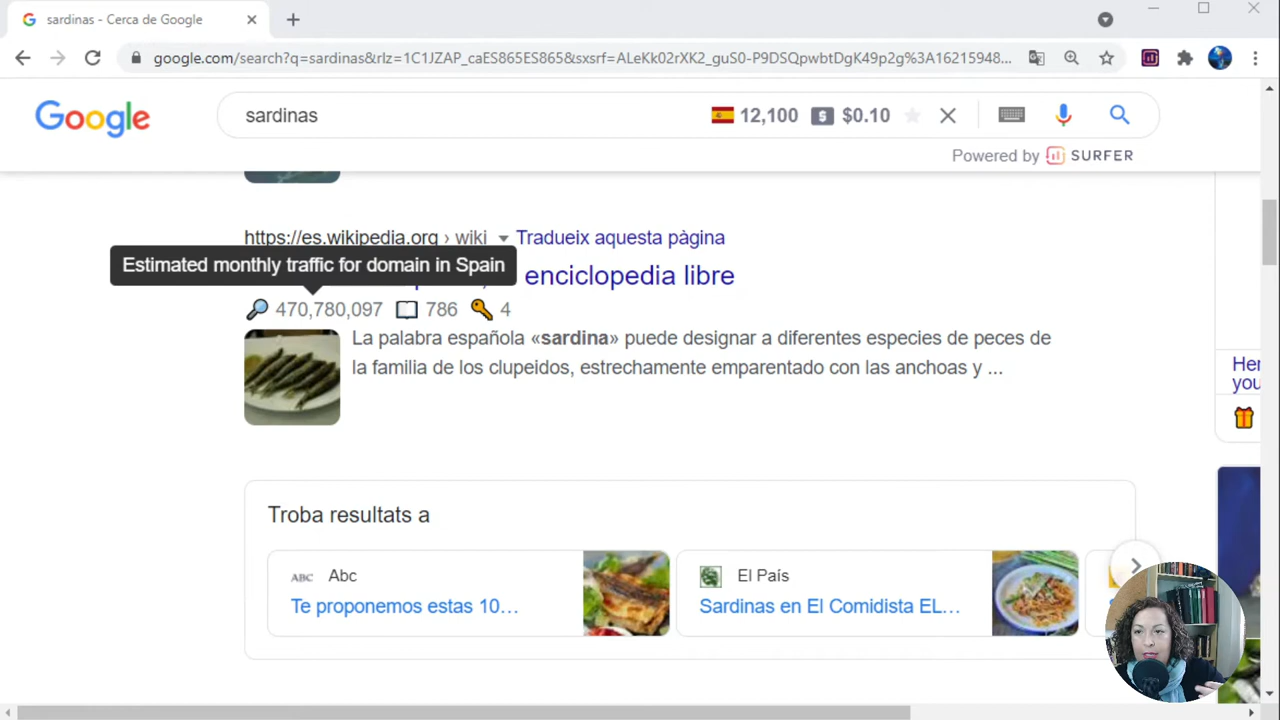 sardinas - Cerca de Google
google.com/search?q=sardinas&rlz=1C1JZAP_caES865ES865&sxsrf=ALeKk02rXK2_guS0-P9DSQpwbtDgK49p2g%3A16215948...
Google
sardinas
12,100 $ $0.10
Powered by SURFER
https://es.wikipedia.org › wiki Tradueix aquesta pàgina
Estimated monthly traffic for domain in Spain
enciclopedia libre
470,780,097 786 4
La palabra española «sardina» puede designar a diferentes especies de peces de
la familia de los clupeidos, estrechamente emparentado con las anchoas y ...
Her
you
Troba resultats a
ABC Abc
Te proponemos estas 10...
El País
Sardinas en El Comidista EL...